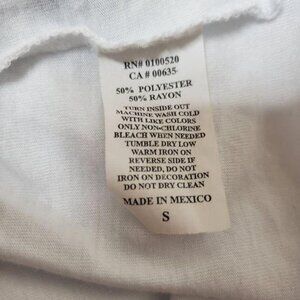 RN# 0100520
CA # 00635
50% POLYESTER
50% RAYON
TURN INSIDE OUT
MACHINE WASH COLD
WITH LIKE COLORS
ONLY NON-CHLORINE
BLEACH WHEN NEEDED
TUMBLE DRY LOW
WARM IRON ON
REVERSE SIDE IF
NEEDED, DO NOT
IRON ON DECORATION
DO NOT DRY CLEAN
MADE IN MEXICO
S